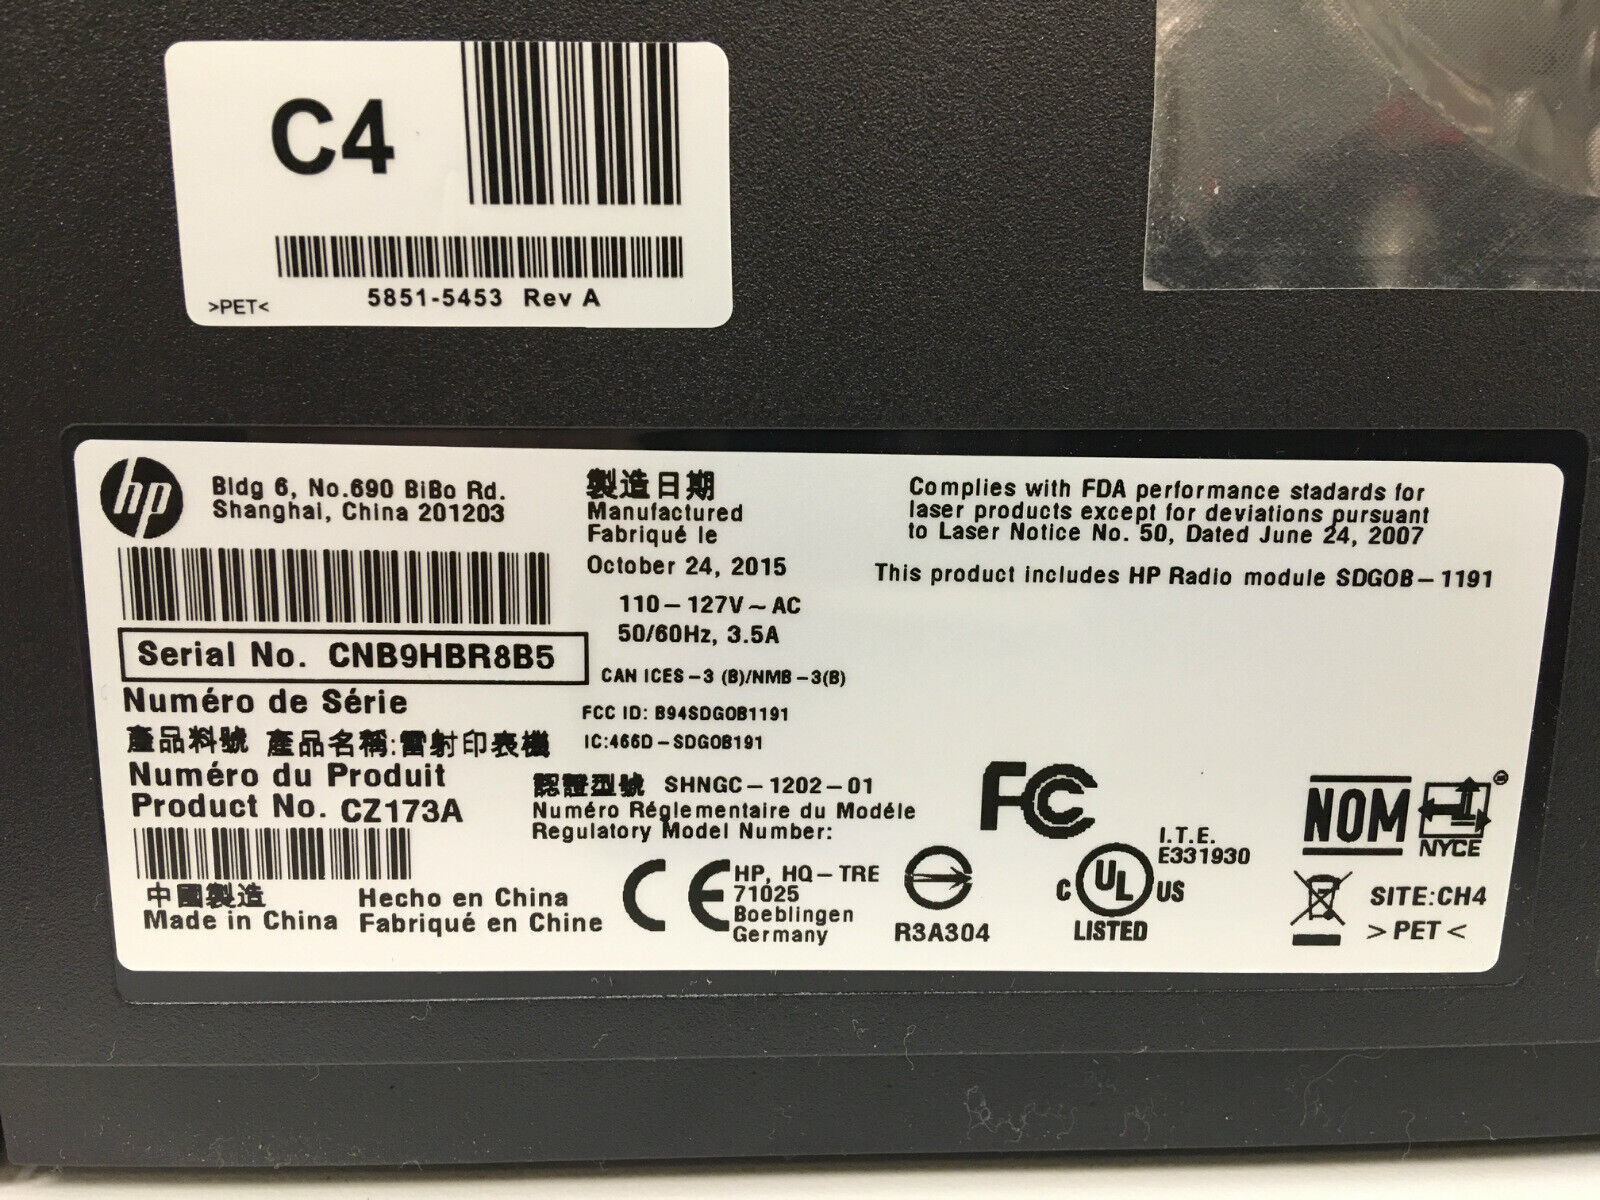 C4
5851-5453 Rev A
>PET<
hp
Bldg 6, No.690 BiBo Rd.
Shanghai, China 201203
Serial No. CNB9HBR8B5
Numéro de Série
產品料號 產品名稱:雷射印表機
Numéro du Produit
Product No. CZ173A
中國製造
Made in China
Hecho en China
Fabriqué en Chine
製造日期
Manufactured
Fabriqué le
October 24, 2015
110-127V~AC
50/60Hz, 3.5A
CAN ICES-3 (B)/NMB-3(B)
FCC ID: B94SDGOB1191
IC:466D-SDGOB191
認證型號 SHNGC-1202-01
Numéro Réglementaire du Modéle
Regulatory Model Number:
CE
HP, HQ-TRE
71025
Boeblingen
Germany
Complies with FDA performance stadards for
laser products except for deviations pursuant
to Laser Notice No. 50, Dated June 24, 2007
This product includes HP Radio module SDGOB-1191
R3A304
FC
I.T.E.
E331930
C UL US
LISTED
NOM
NYCE
®
SITE:CH4
>PET<